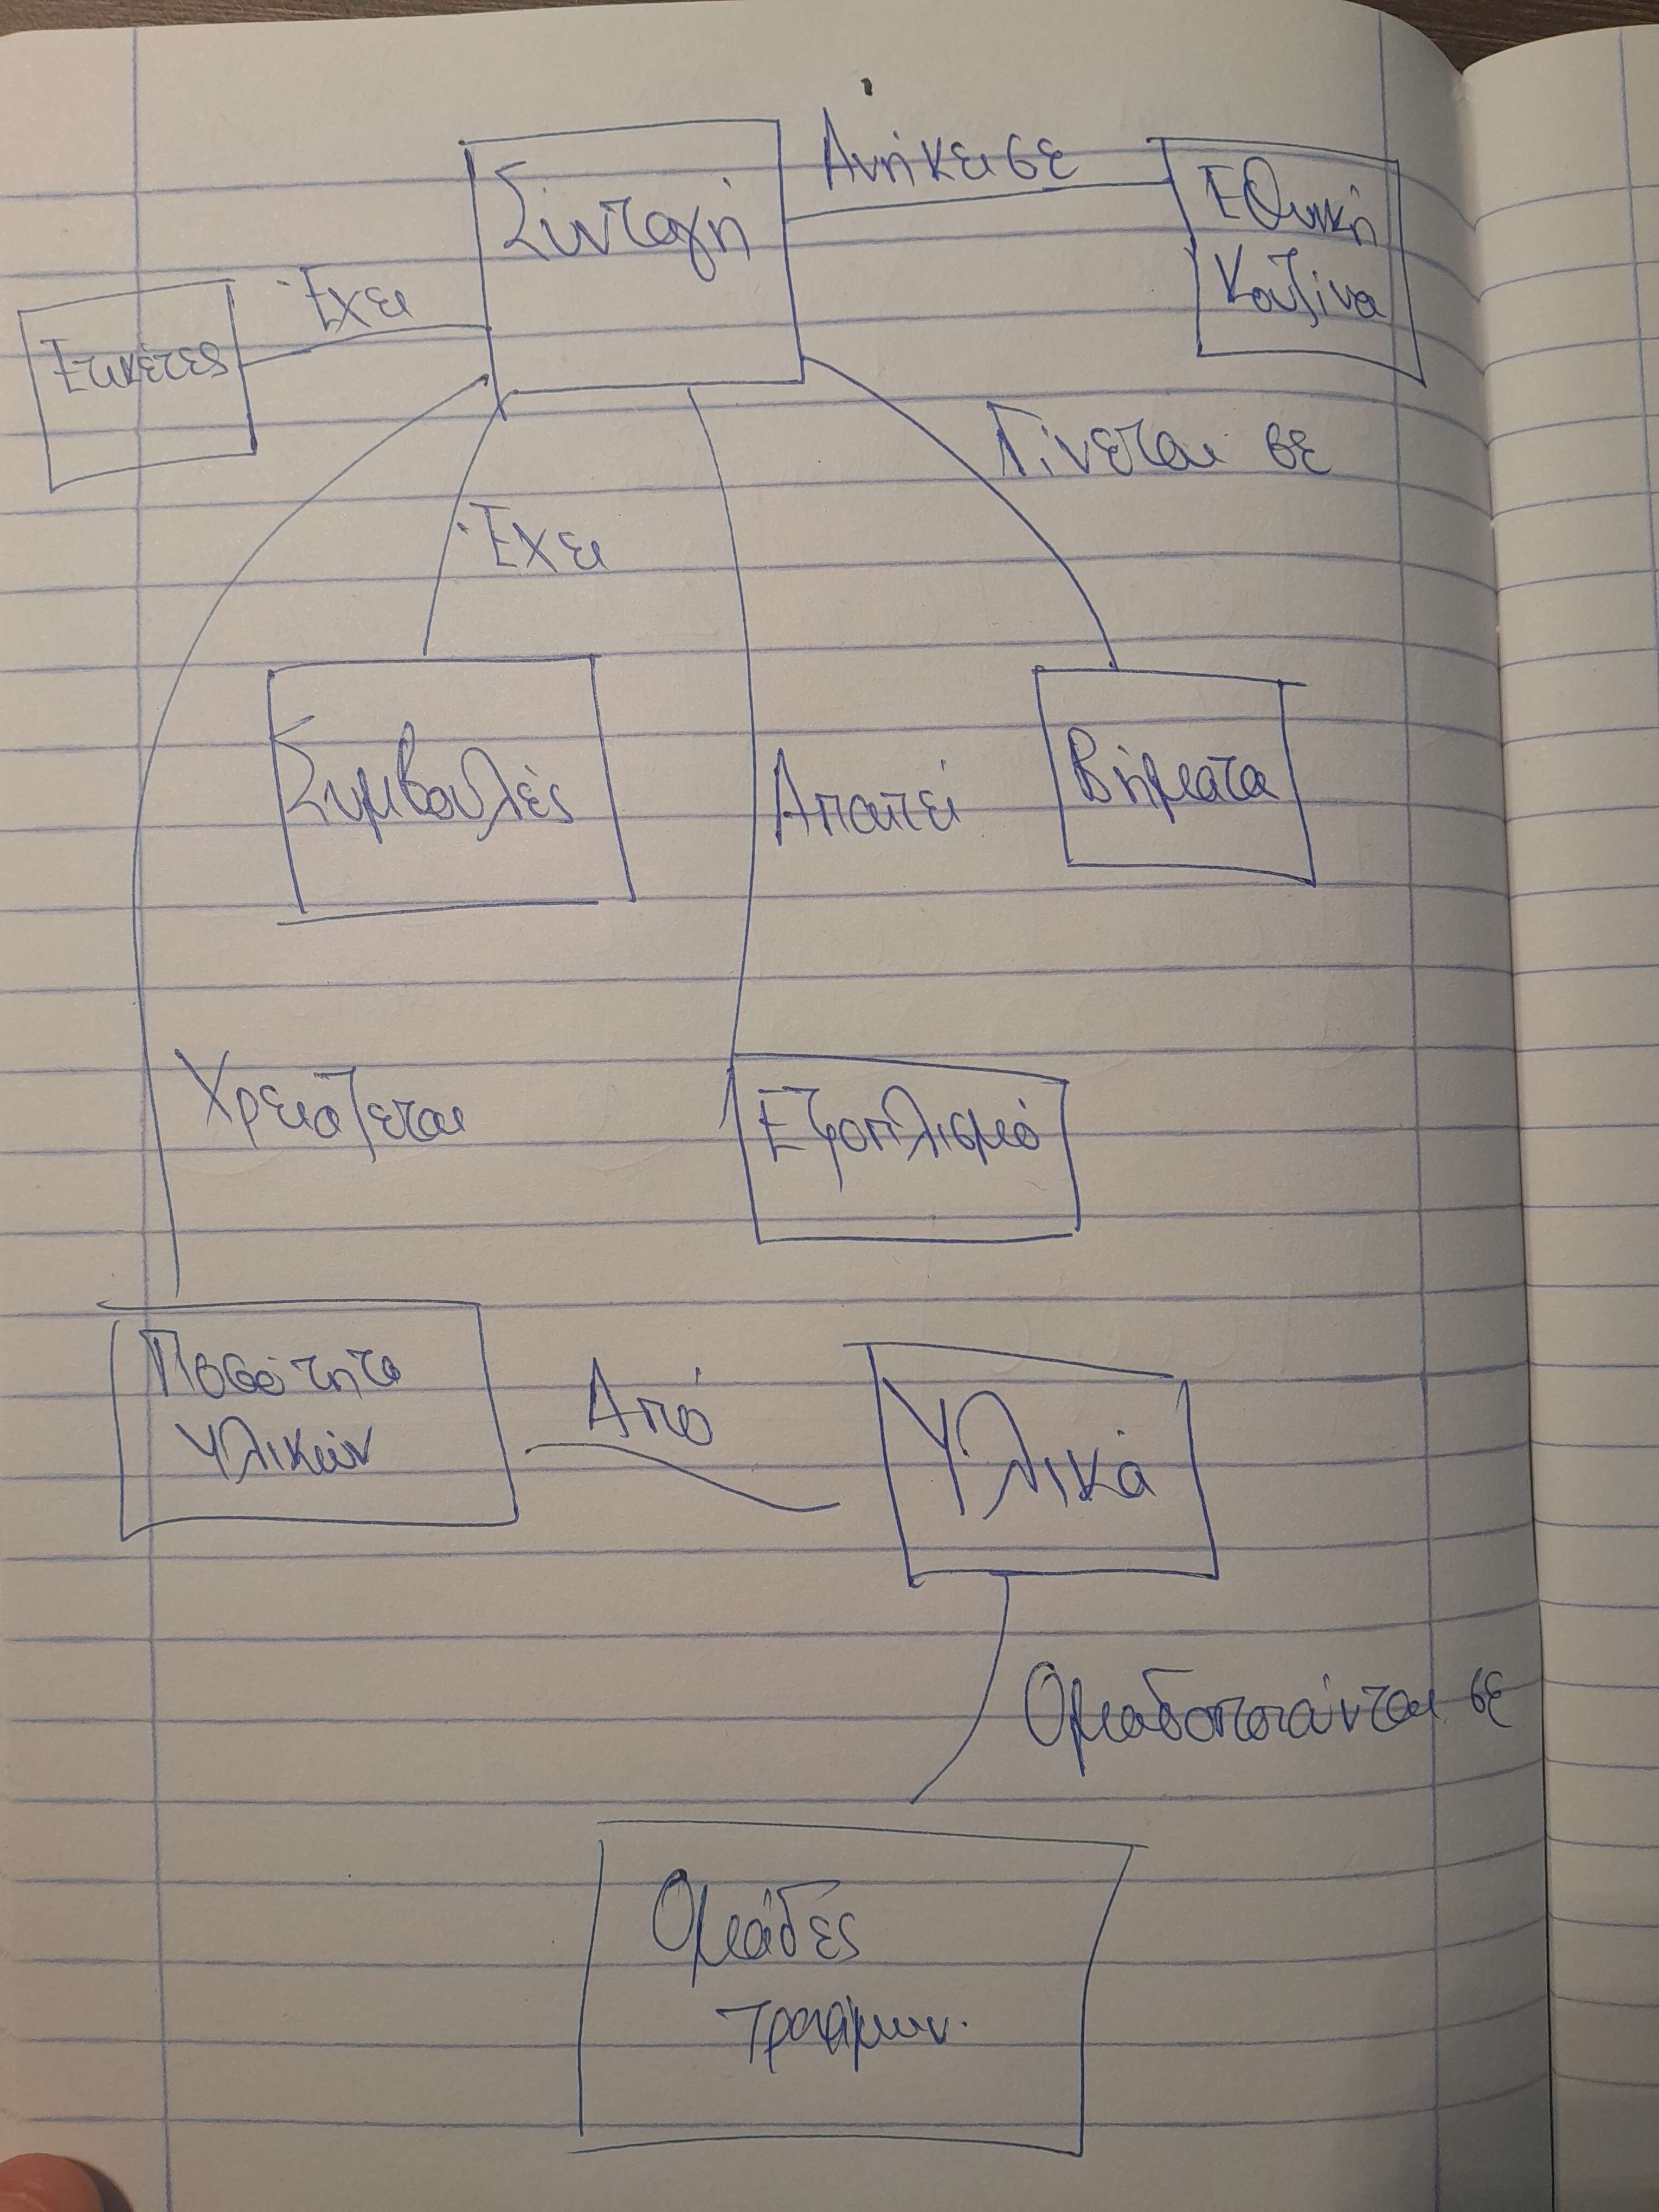 Συνταγή
Ανήκει σε
Εθνική
Κουζίνα
Έχει
Ετικέτες
Γίνεται σε
Έχει
Συμβουλές
Απαιτεί
Βήματα
Χρειάζεται
Εξοπλισμό
Ποσότητα
Υλικών
Από
Υλικά
Ομαδοποιούνται σε
Ομάδες
Τροφίμων.